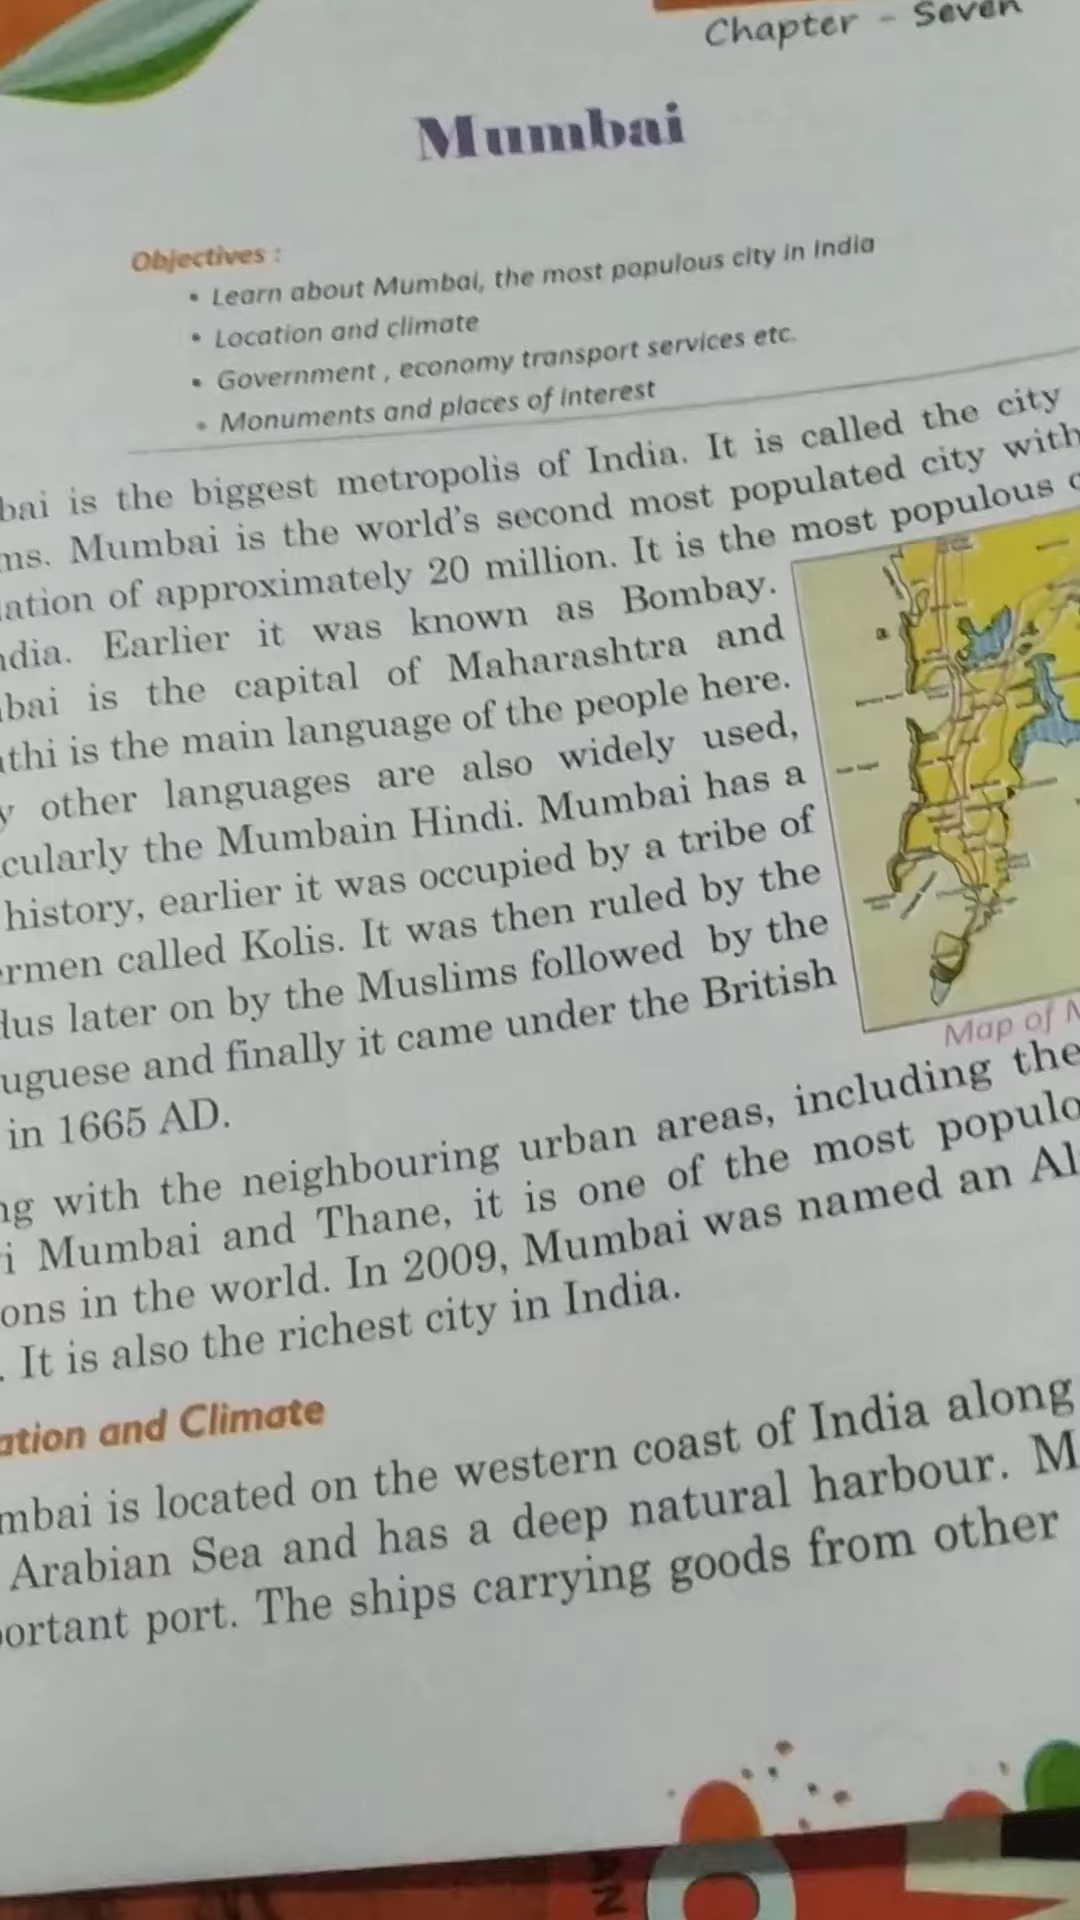 Chapter - Seven
Mumbai
Objectives :
• Learn about Mumbai, the most populous city in India
• Location and climate
• Government , economy transport services etc.
• Monuments and places of interest
bai is the biggest metropolis of India. It is called the city
ms. Mumbai is the world's second most populated city with
lation of approximately 20 million. It is the most populous c
ndia. Earlier it was known as Bombay.
bai is the capital of Maharashtra and
thi is the main language of the people here.
y other languages are also widely used,
cularly the Mumbain Hindi. Mumbai has a
history, earlier it was occupied by a tribe of
ermen called Kolis. It was then ruled by the
dus later on by the Muslims followed by the
uguese and finally it came under the British
in 1665 AD.
Map of M
ng with the neighbouring urban areas, including the
i Mumbai and Thane, it is one of the most populo
ons in the world. In 2009, Mumbai was named an Al
. It is also the richest city in India.
ation and Climate
mbai is located on the western coast of India along
Arabian Sea and has a deep natural harbour. M
portant port. The ships carrying goods from other
AN